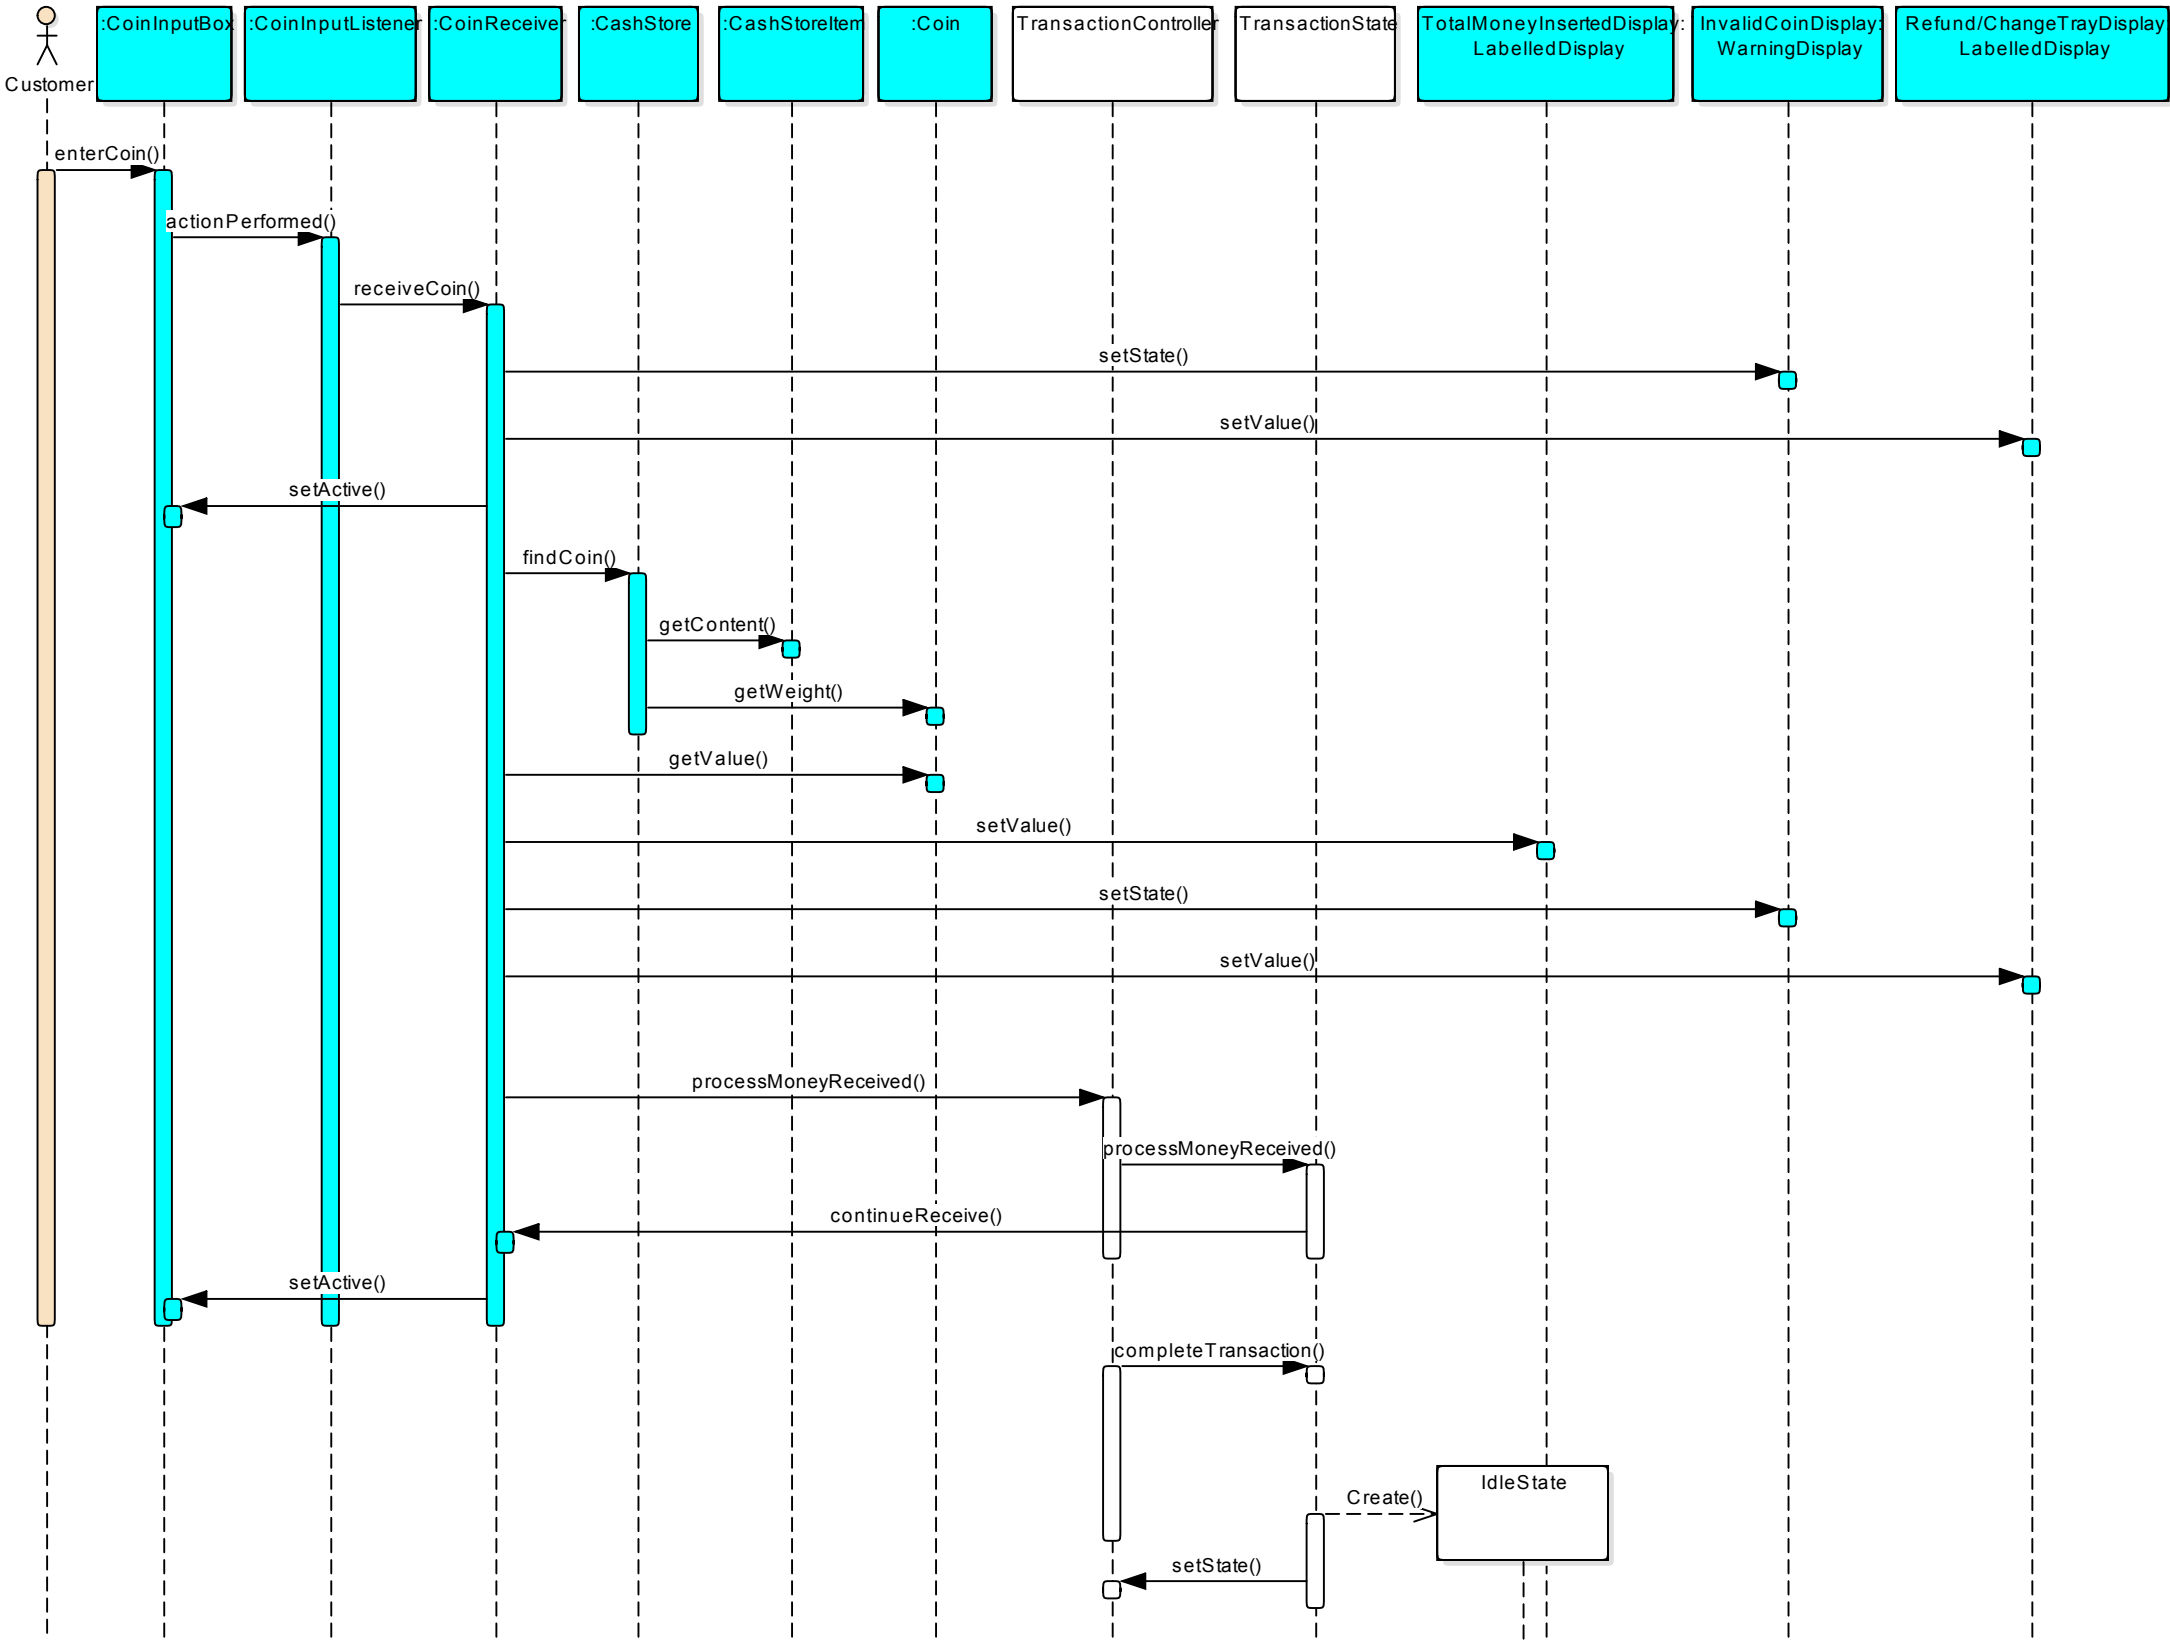 Customer
:CoinInputBox
:CoinInputListener
:CoinReceiver
:CashStore
:CashStoreItem
:Coin
TransactionController
TransactionState
TotalMoneyInsertedDisplay:
LabelledDisplay
InvalidCoinDisplay:
WarningDisplay
Refund/ChangeTrayDisplay
LabelledDisplay
enterCoin()
actionPerformed()
receiveCoin()
setState()
setValue()
setActive()
findCoin()
getContent()
getWeight()
getValue()
setValue()
setState()
setValue()
processMoneyReceived()
processMoneyReceived()
continueReceive()
setActive()
completeTransaction()
IdleState
Create()
setState()